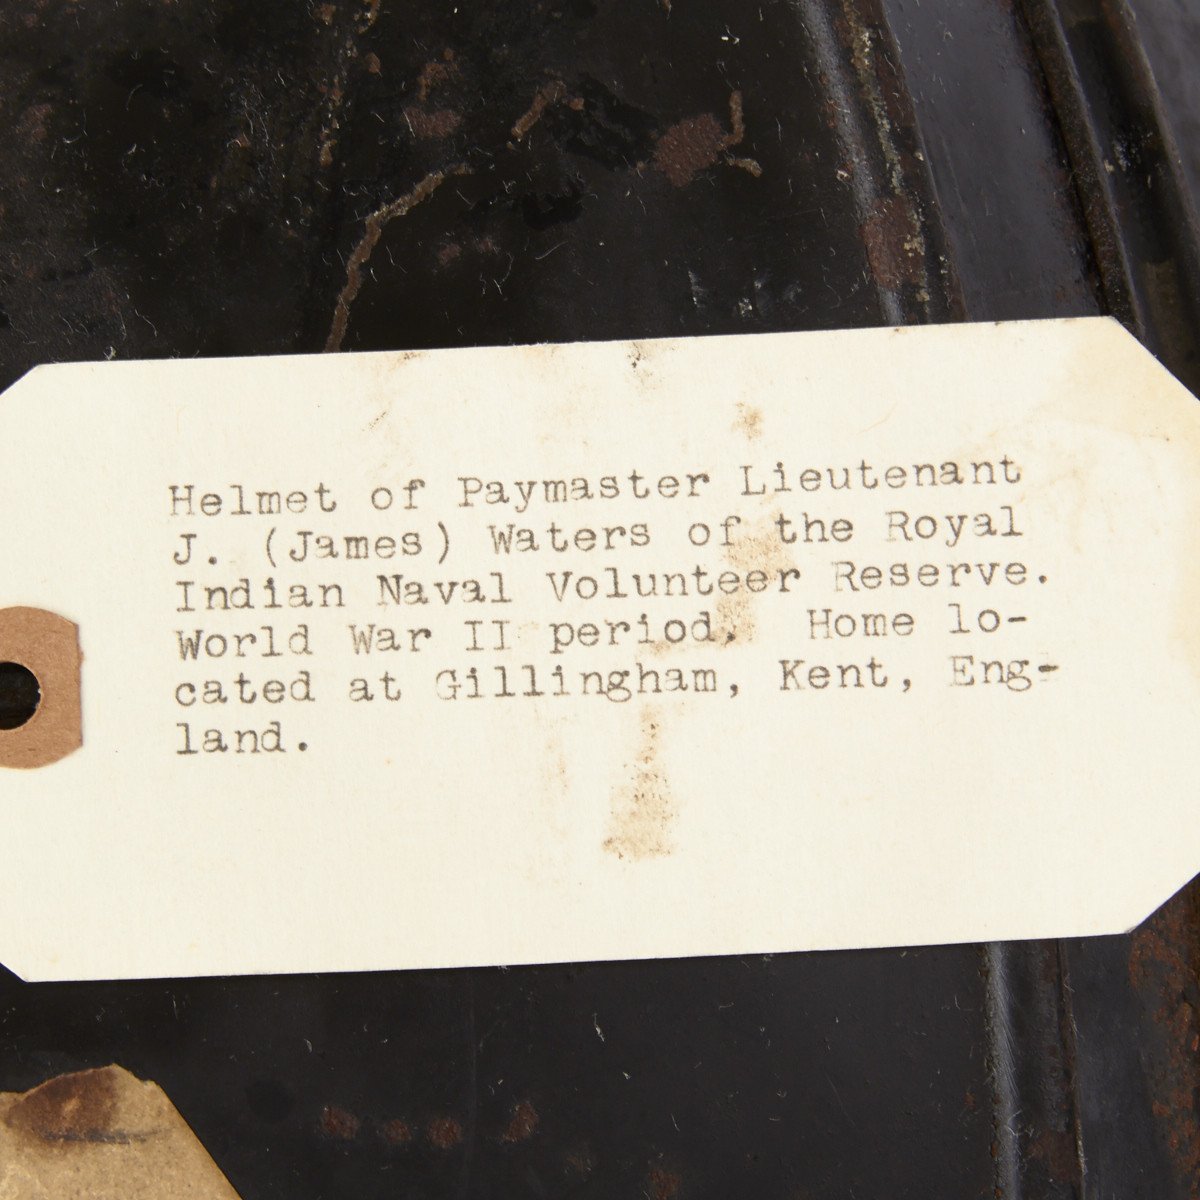 Helmet of Paymaster Lieutenant
J. (James) Waters of the Royal
Indian Naval Volunteer Reserve.
World War II period. Home lo-
cated at Gillingham, Kent, Eng-
land.